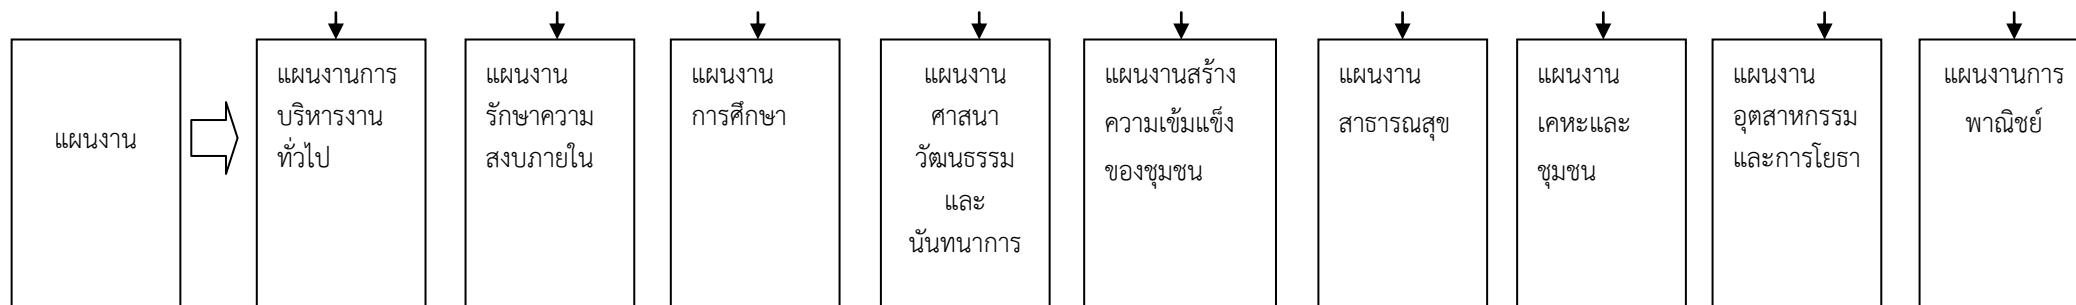 แผนงาน
แผนงานการ
บริหารงาน
ทั่วไป
แผนงาน
รักษาความ
สงบภายใน
แผนงาน
การศึกษา
แผนงาน
ศาสนา
วัฒนธรรม
และ
นันทนาการ
แผนงานสร้าง
ความเข้มแข็ง
ของชุมชน
แผนงาน
สาธารณสุข
แผนงาน
เคหะและ
ชุมชน
แผนงาน
อุตสาหกรรม
และการโยธา
แผนงานการ
พาณิชย์